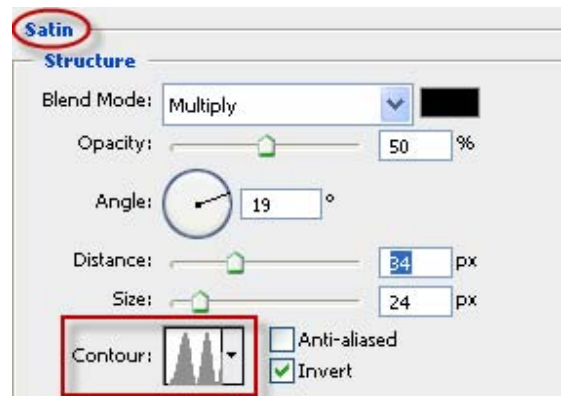 Satin
Structure
Blend Mode: Multiply
Opacity: 50 %
Angle: 19 °
Distance: 34 px
Size: 24 px
Contour: Anti-aliased
Invert